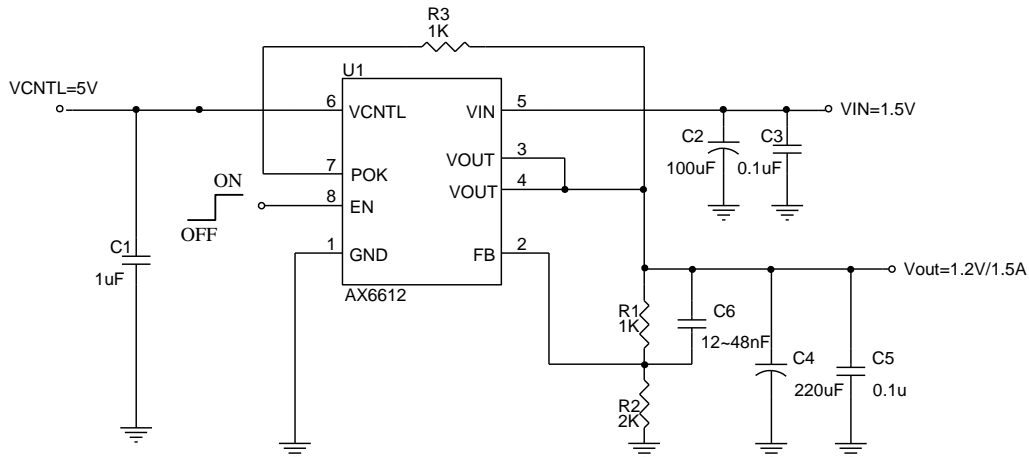 R3
1K
U1
VCNTL=5V
6
VCNTL
VIN
5
VIN=1.5V
C2
100uF
C3
0.1uF
VOUT
3
7
POK
VOUT
4
ON
OFF
8
EN
C1
1uF
1
GND
FB
2
AX6612
Vout=1.2V/1.5A
R1
1K
C6
12~48nF
C4
220uF
C5
0.1u
R2
2K